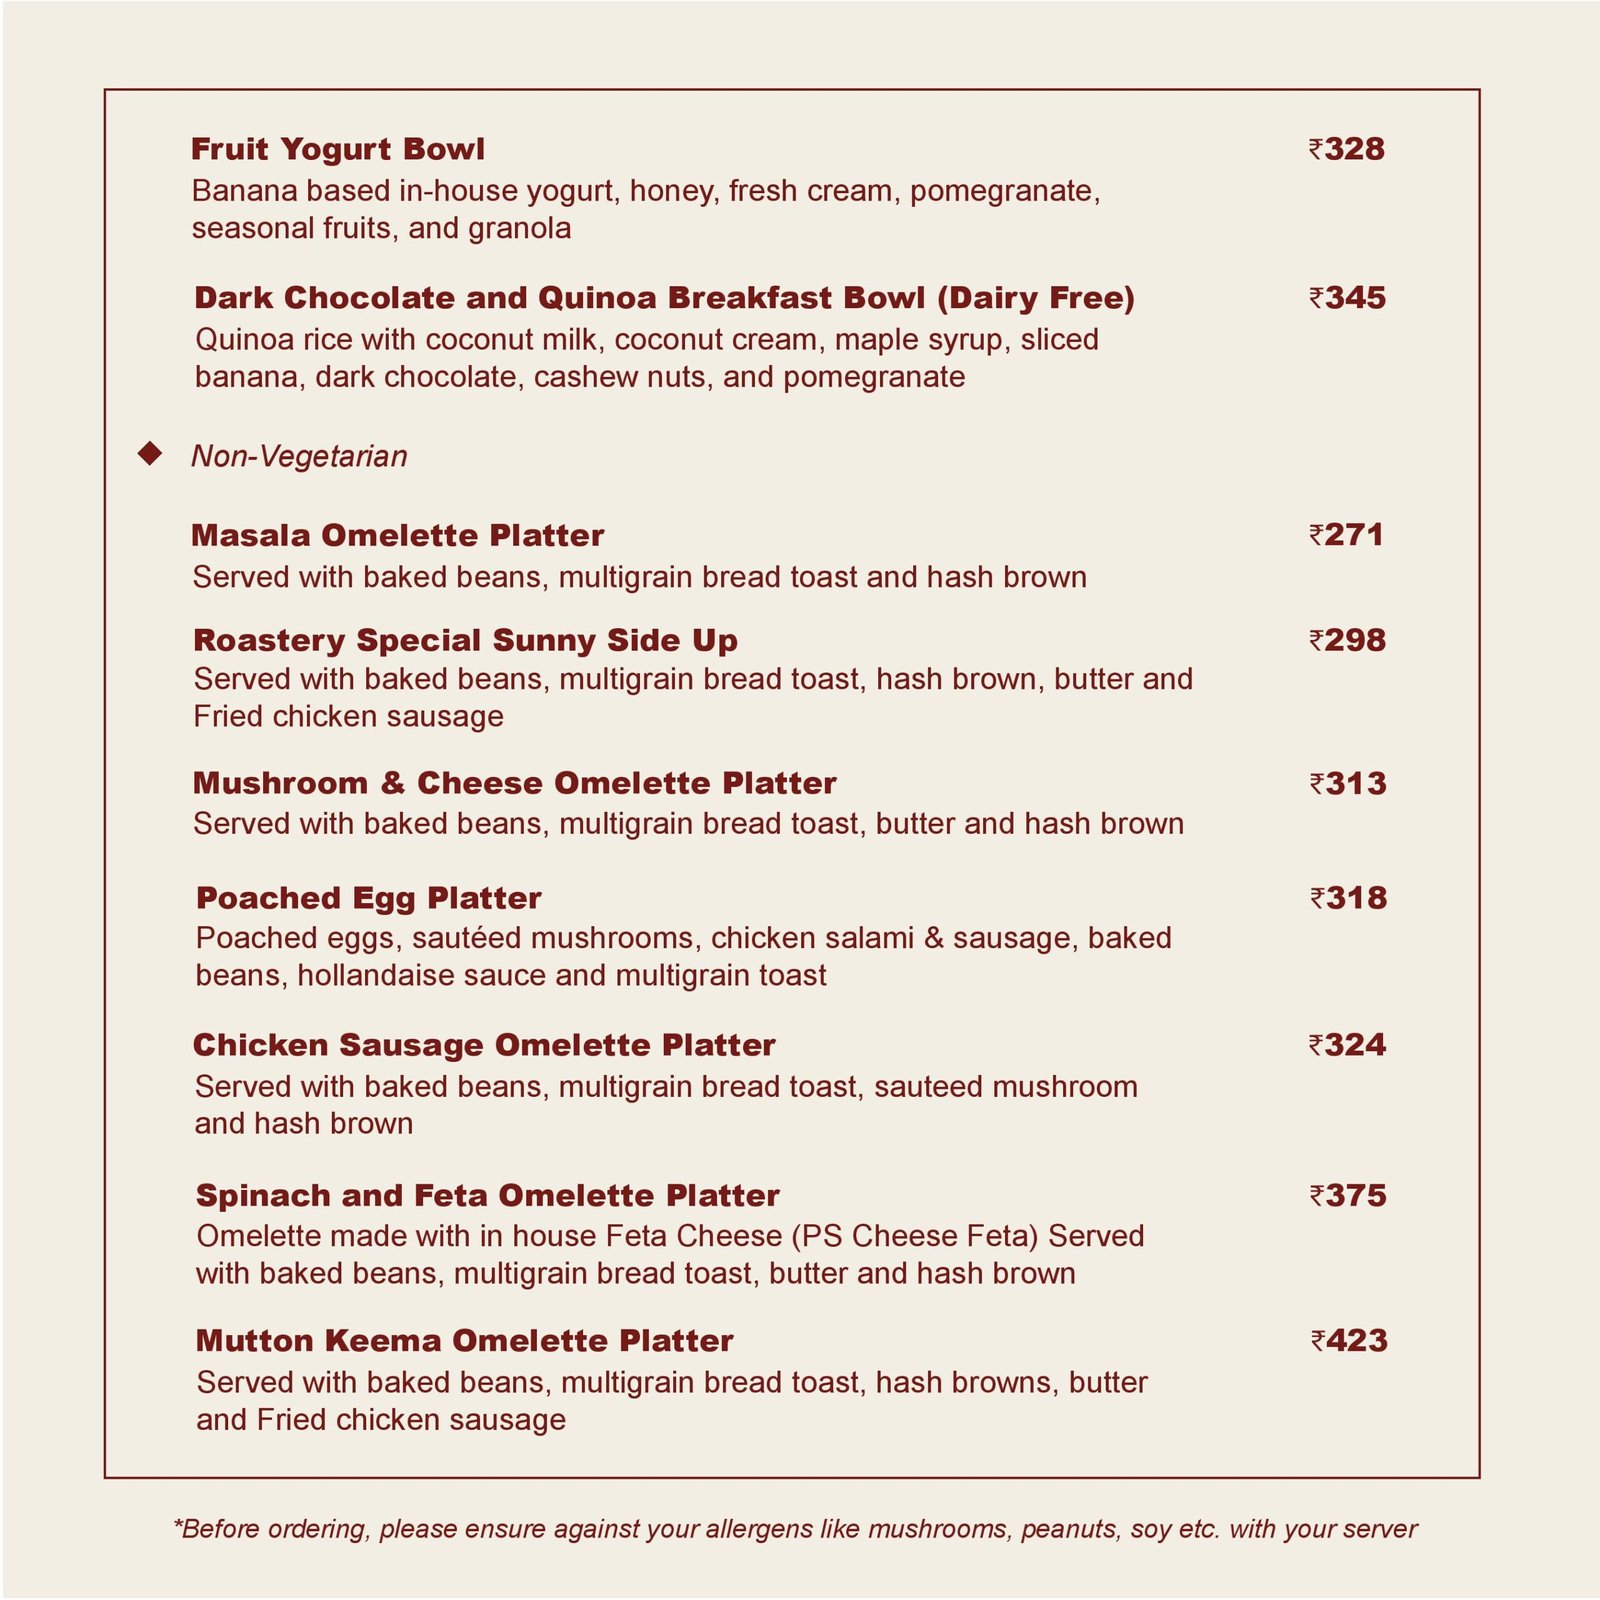 Fruit Yogurt Bowl ₹328
Banana based in-house yogurt, honey, fresh cream, pomegranate,
seasonal fruits, and granola
Dark Chocolate and Quinoa Breakfast Bowl (Dairy Free) ₹345
Quinoa rice with coconut milk, coconut cream, maple syrup, sliced
banana, dark chocolate, cashew nuts, and pomegranate
Non-Vegetarian
Masala Omelette Platter ₹271
Served with baked beans, multigrain bread toast and hash brown
Roastery Special Sunny Side Up ₹298
Served with baked beans, multigrain bread toast, hash brown, butter and
Fried chicken sausage
Mushroom & Cheese Omelette Platter ₹313
Served with baked beans, multigrain bread toast, butter and hash brown
Poached Egg Platter ₹318
Poached eggs, sautéed mushrooms, chicken salami & sausage, baked
beans, hollandaise sauce and multigrain toast
Chicken Sausage Omelette Platter ₹324
Served with baked beans, multigrain bread toast, sauteed mushroom
and hash brown
Spinach and Feta Omelette Platter ₹375
Omelette made with in house Feta Cheese (PS Cheese Feta) Served
with baked beans, multigrain bread toast, butter and hash brown
Mutton Keema Omelette Platter ₹423
Served with baked beans, multigrain bread toast, hash browns, butter
and Fried chicken sausage
*Before ordering, please ensure against your allergens like mushrooms, peanuts, soy etc. with your server